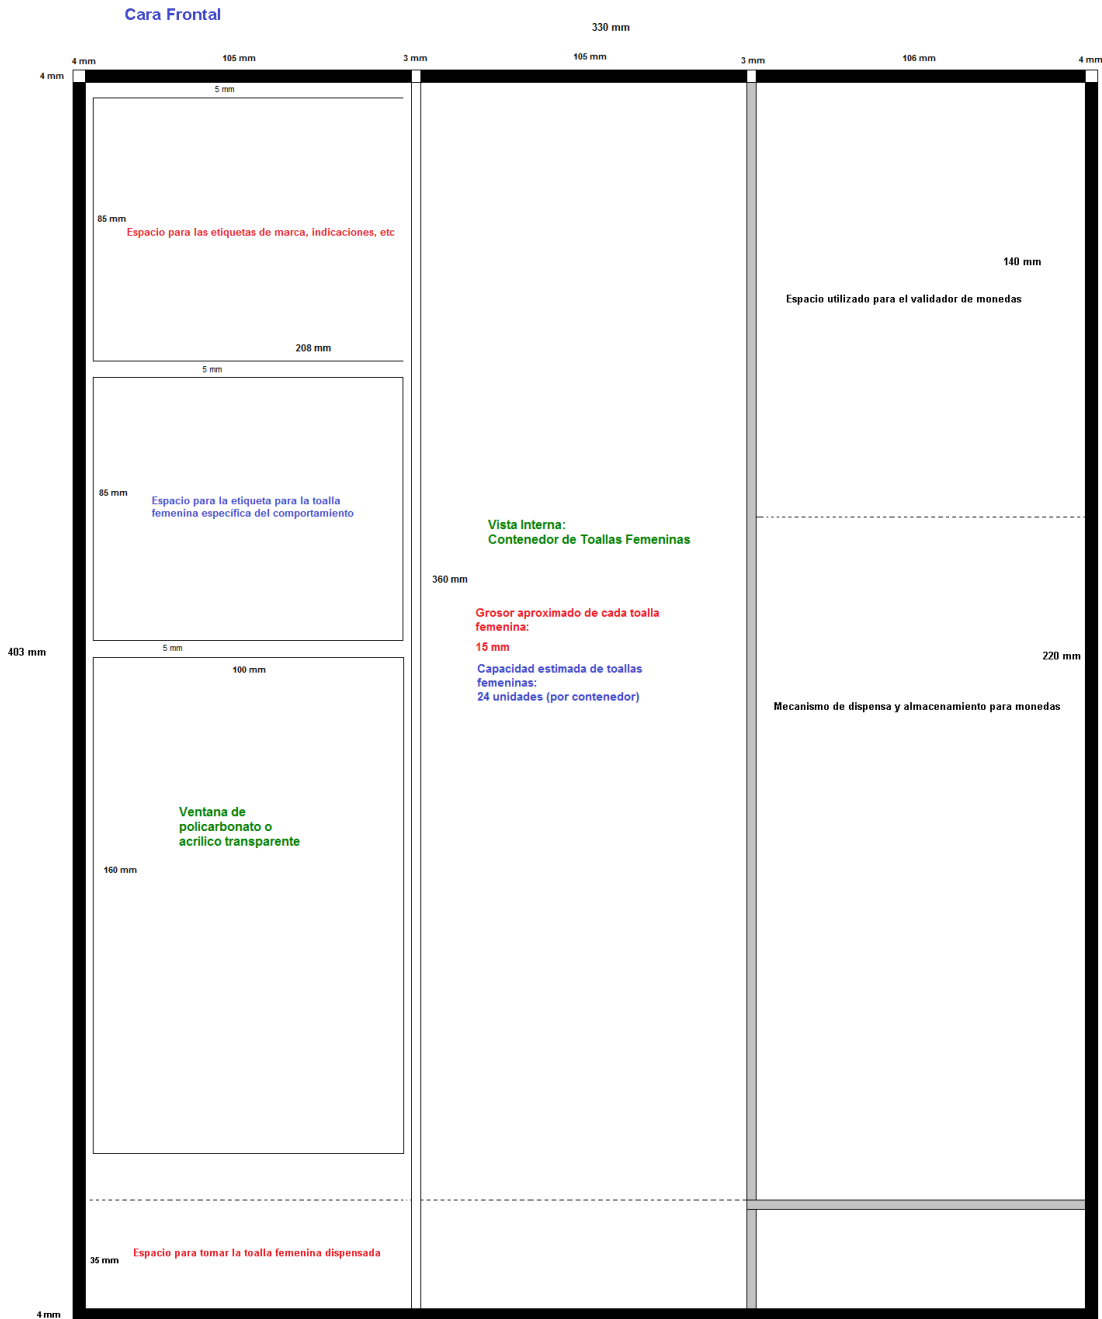 Cara Frontal
330 mm
4 mm
105 mm
3 mm
105 mm
3 mm
106 mm
4 mm
4 mm
5 mm
85 mm
Espacio para las etiquetas de marca, indicaciones, etc
140 mm
Espacio utilizado para el validador de monedas
208 mm
5 mm
85 mm
Espacio para la etiqueta para la toalla
femenina específica del comportamiento
Vista Interna:
Contenedor de Toallas Femeninas
360 mm
Grosor aproximado de cada toalla
femenina:
15 mm
Capacidad estimada de toallas
femeninas:
24 unidades (por contenedor)
403 mm
5 mm
100 mm
220 mm
Mecanismo de dispensa y almacenamiento para monedas
Ventana de
policarbonato o
acrilico transparente
160 mm
35 mm
Espacio para tomar la toalla femenina dispensada
4 mm